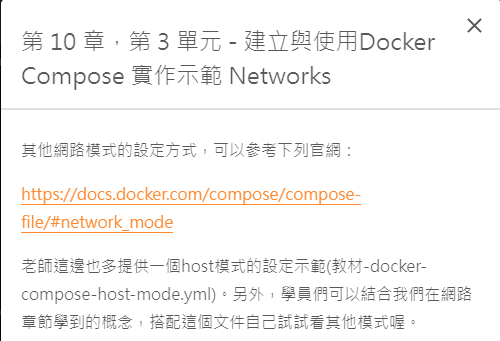 第 10 章，第 3 單元 - 建立與使用Docker
Compose 實作示範 Networks
其他網路模式的設定方式，可以參考下列官網：
https://docs.docker.com/compose/compose-
file/#network_mode
老師這邊也多提供一個host模式的設定示範(教材-docker-
compose-host-mode.yml)。另外，學員們可以結合我們在網路
章節學到的概念，搭配這個文件自己試試看其他模式喔。